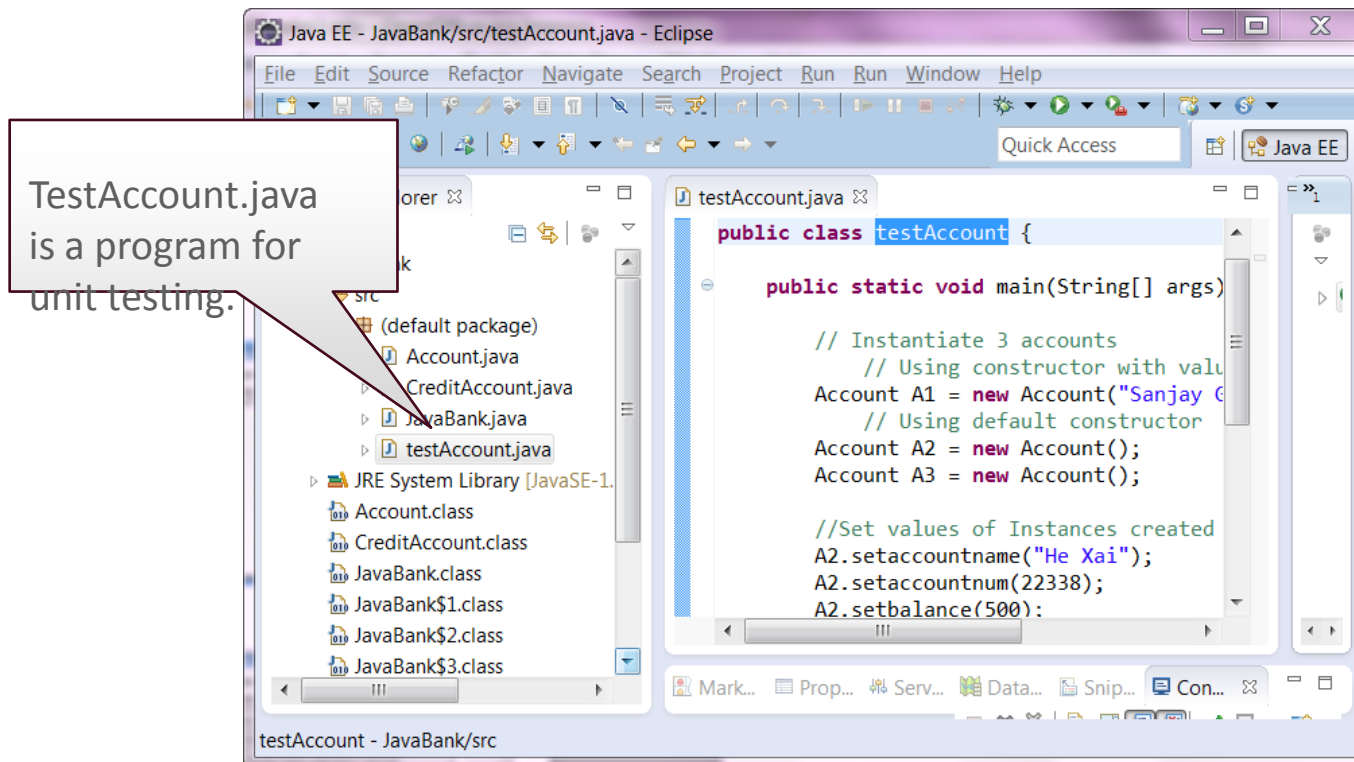 Java EE - JavaBank/src/testAccount.java - Eclipse
File Edit Source Refactor Navigate Search Project Run Run Window Help
Quick Access
Java EE
TestAccount.java
is a program for
unit testing.
orer
k
src
(default package)
Account.java
CreditAccount.java
JavaBank.java
testAccount.java
JRE System Library [JavaSE-1.
Account.class
CreditAccount.class
JavaBank.class
JavaBank$1.class
JavaBank$2.class
JavaBank$3.class
testAccount.java
public class testAccount {
public static void main(String[] args)
// Instantiate 3 accounts
// Using constructor with valu
Account A1 = new Account("Sanjay G
// Using default constructor
Account A2 = new Account();
Account A3 = new Account();
//Set values of Instances created
A2.setaccountname("He Xai");
A2.setaccountnum(22338);
A2.setbalance(500);
»1
Mark... Prop... Serv... Data... Snip... Con...
testAccount - JavaBank/src